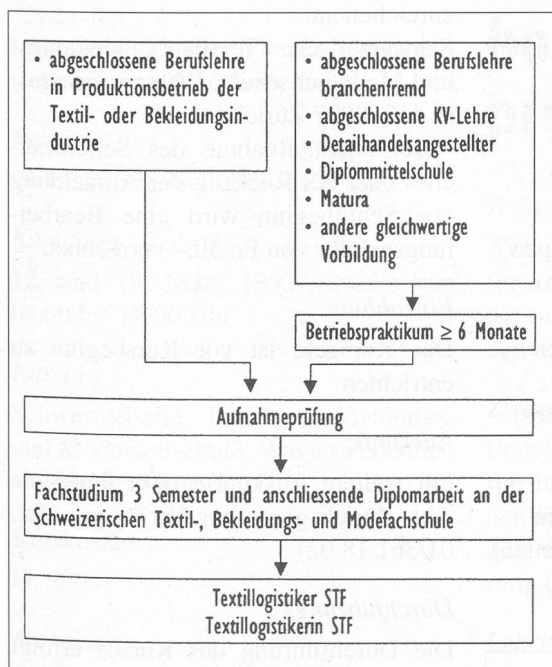 • abgeschlossene Berufslehre
in Produktionsbetrieb der
Textil- oder Bekleidungsin-
dustrie
• abgeschlossene Berufslehre
branchenfremd
• abgeschlossene KV-Lehre
• Detailhandelsangestellter
• Diplommittelschule
• Matura
• andere gleichwertige
Vorbildung
Betriebspraktikum ≥ 6 Monate
Aufnahmeprüfung
Fachstudium 3 Semester und anschliessende Diplomarbeit an der
Schweizerischen Textil-, Bekleidungs- und Modefachschule
Textillogistiker STF
Textillogistikerin STF